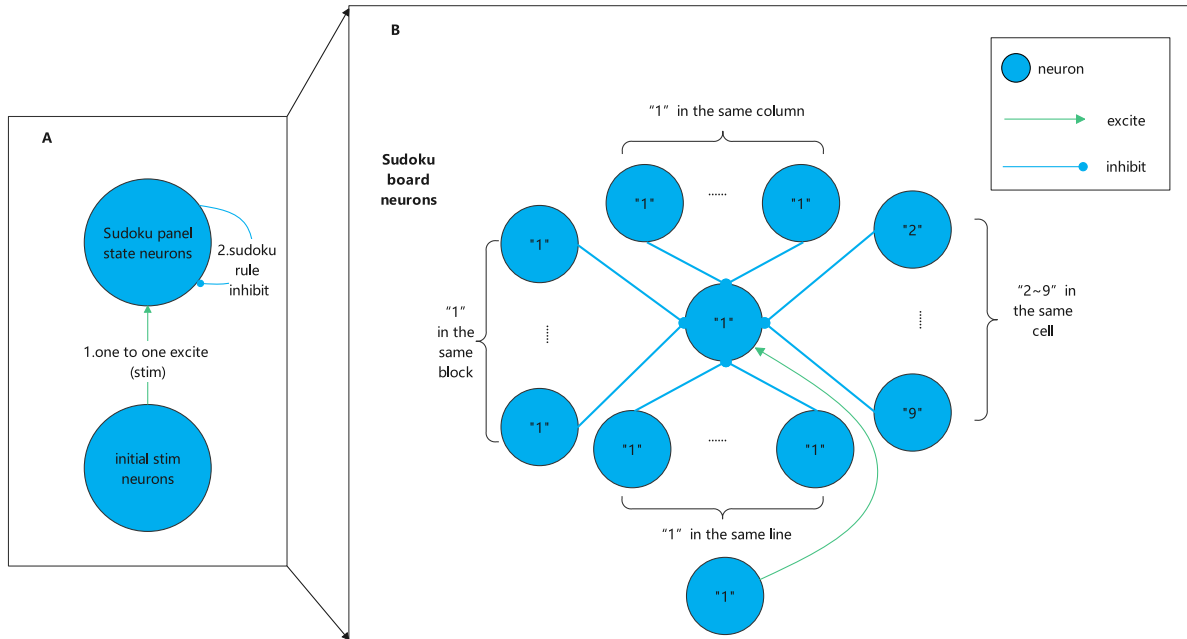 A
Sudoku panel
state neurons
2.sudoku
rule
inhibit
1.one to one excite
(stim)
initial stim
neurons
B
Sudoku
board
neurons
“1” in the same column
"1"
......
"1"
"1"
"2"
“1”
in the
same
block
......
"1"
......
“2~9” in
the same
cell
"1"
"9"
"1"
......
"1"
“1” in the same line
"1"
neuron
excite
inhibit